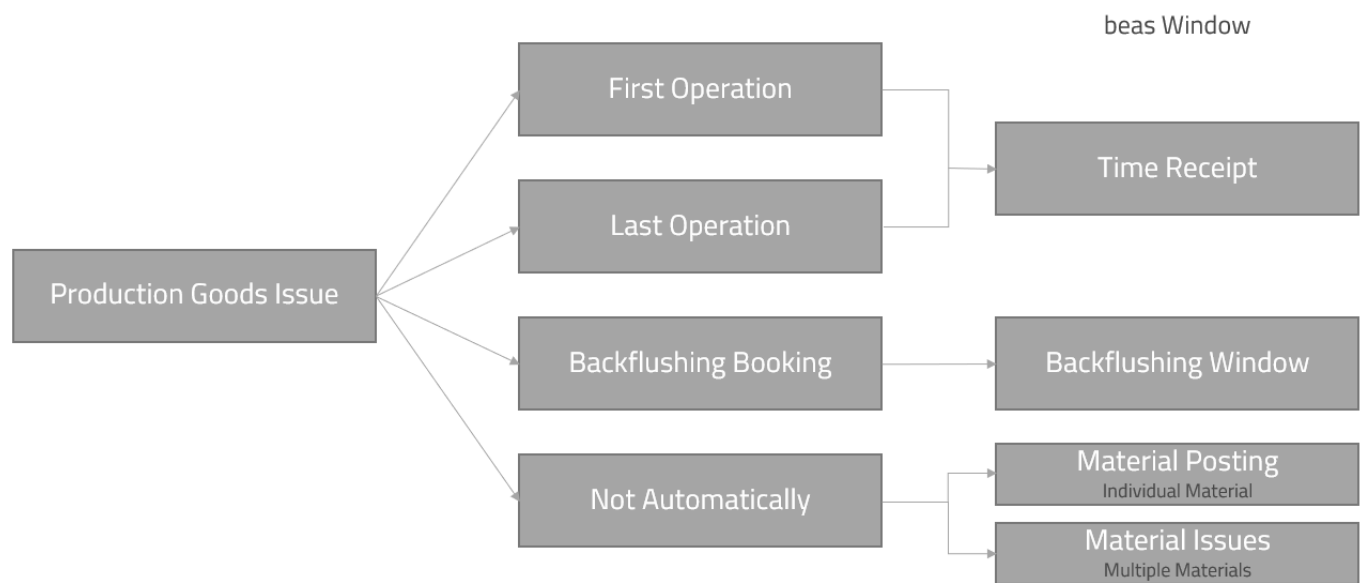 beas Window
First Operation
Time Receipt
Last Operation
Production Goods Issue
Backflushing Booking
Backflushing Window
Not Automatically
Material Posting
Individual Material
Material Issues
Multiple Materials